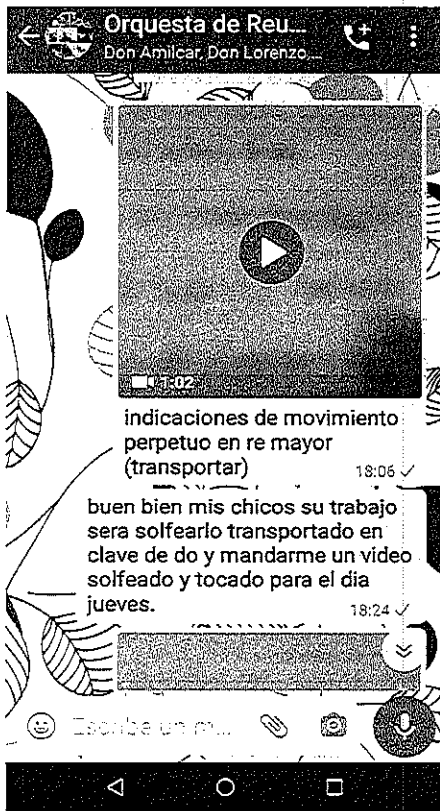 Orquesta de Reu...
Don Amilcar, Don Lorenzo,...
1:02
indicaciones de movimiento
perpetuo en re mayor
(transportar)
18:06
buen bien mis chicos su trabajo
sera solfearlo transportado en
clave de do y mandarme un video
solfeado y tocado para el dia
jueves.
18:24
Escribe un m...